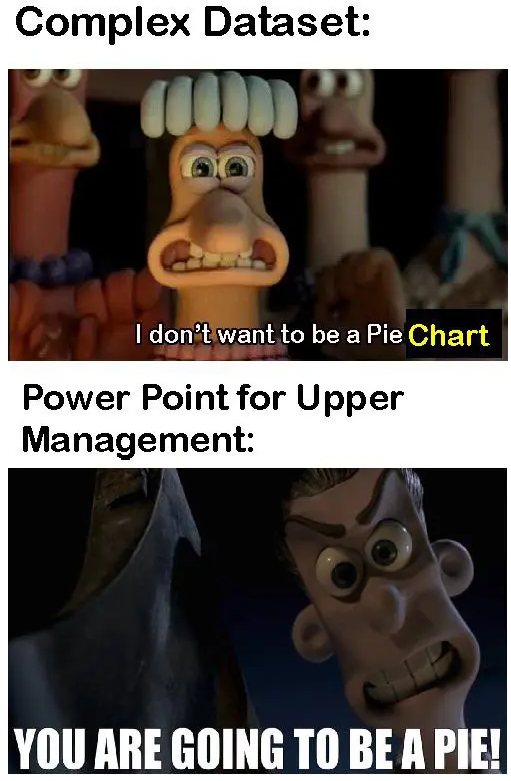 Complex Dataset:
I don't want to be a Pie Chart
Power Point for Upper
Management:
YOU ARE GOING TO BE A PIE!